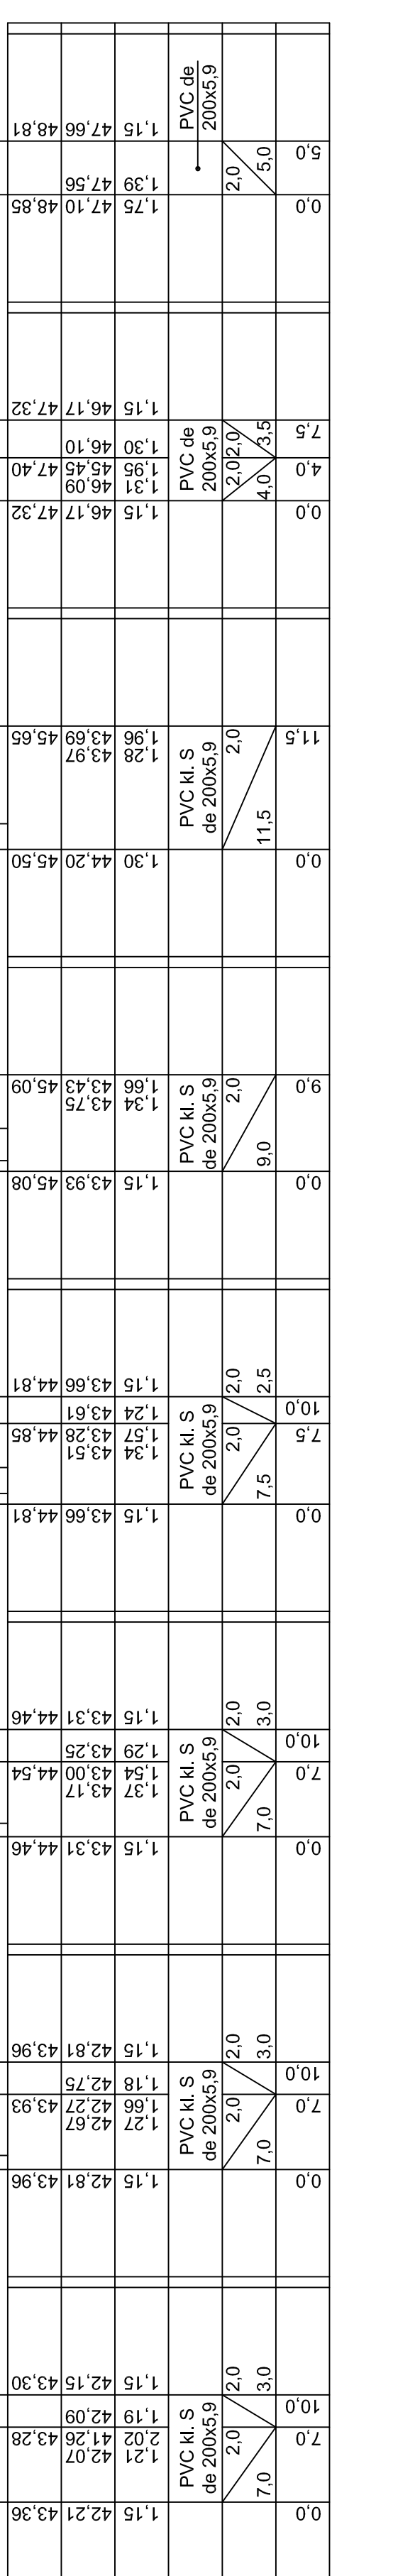 48,81 47,66 1,15 PVC de
200x5,9
47,56 1,39 2,0 5,0 5,0
48,85 47,10 1,75 0,0
47,32 46,17 1,15
46,10 1,30 PVC de
200x5,9 2,0 3,5 7,5
47,40 45,45 1,95 2,0 4,0 4,0
46,09 1,31
47,32 46,17 1,15 0,0
45,65 43,69 1,96 2,0 11,5
43,97 1,28 PVC kl. S
de 200x5,9
11,5
45,50 44,20 1,30 0,0
45,09 43,43 1,66 2,0 9,0
43,75 1,34 PVC kl. S
de 200x5,9
9,0
45,08 43,93 1,15 0,0
44,81 43,66 1,15 2,0 2,5
43,61 1,24 10,0
44,85 43,28 1,57 PVC kl. S
de 200x5,9 2,0 7,5
43,51 1,34 7,5
44,81 43,66 1,15 0,0
44,46 43,31 1,15 2,0 3,0
43,25 1,29 10,0
44,54 43,00 1,54 PVC kl. S
de 200x5,9 2,0 7,0
43,17 1,37 7,0
44,46 43,31 1,15 0,0
43,96 42,81 1,15 2,0 3,0
42,75 1,18 10,0
43,93 42,27 1,66 PVC kl. S
de 200x5,9 2,0 7,0
42,67 1,27 7,0
43,96 42,81 1,15 0,0
43,30 42,15 1,15 2,0 3,0
42,09 1,19 10,0
43,28 41,26 2,02 PVC kl. S
de 200x5,9 2,0 7,0
42,07 1,21 7,0
43,36 42,21 1,15 0,0